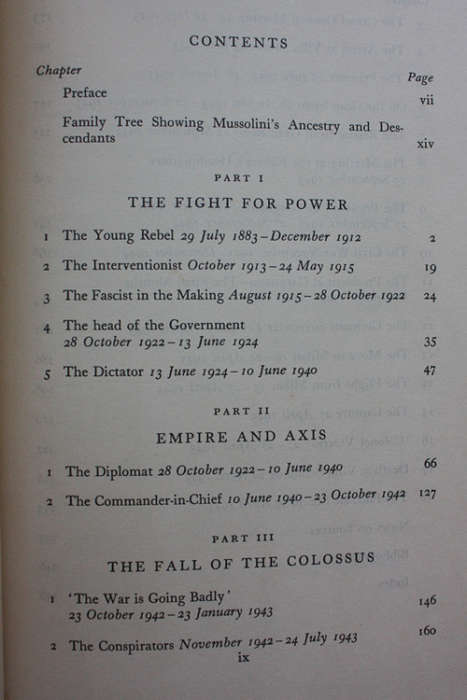 CONTENTS
Chapter Page
Preface vii
Family Tree Showing Mussolini's Ancestry and Des-
cendants xiv
PART I
THE FIGHT FOR POWER
1 The Young Rebel 29 July 1883–December 1912 2
2 The Interventionist October 1913–24 May 1915 19
3 The Fascist in the Making August 1915–28 October 1922 24
4 The head of the Government
28 October 1922–13 June 1924 35
5 The Dictator 13 June 1924–10 June 1940 47
PART II
EMPIRE AND AXIS
1 The Diplomat 28 October 1922–10 June 1940 66
2 The Commander-in-Chief 10 June 1940–23 October 1942 127
PART III
THE FALL OF THE COLOSSUS
1 'The War is Going Badly'
23 October 1942–23 January 1943 146
2 The Conspirators November 1942–24 July 1943 160
ix